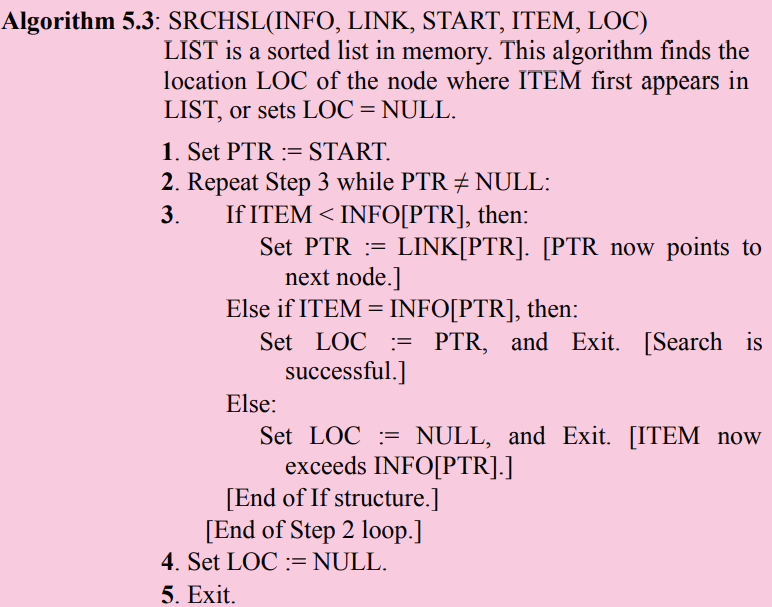 Algorithm 5.3: SRCHSL(INFO, LINK, START, ITEM, LOC)
LIST is a sorted list in memory. This algorithm finds the
location LOC of the node where ITEM first appears in
LIST, or sets LOC = NULL.
1. Set PTR := START.
2. Repeat Step 3 while PTR ≠ NULL:
3. If ITEM < INFO[PTR], then:
Set PTR := LINK[PTR]. [PTR now points to
next node.]
Else if ITEM = INFO[PTR], then:
Set LOC := PTR, and Exit. [Search is
successful.]
Else:
Set LOC := NULL, and Exit. [ITEM now
exceeds INFO[PTR].]
[End of If structure.]
[End of Step 2 loop.]
4. Set LOC := NULL.
5. Exit.